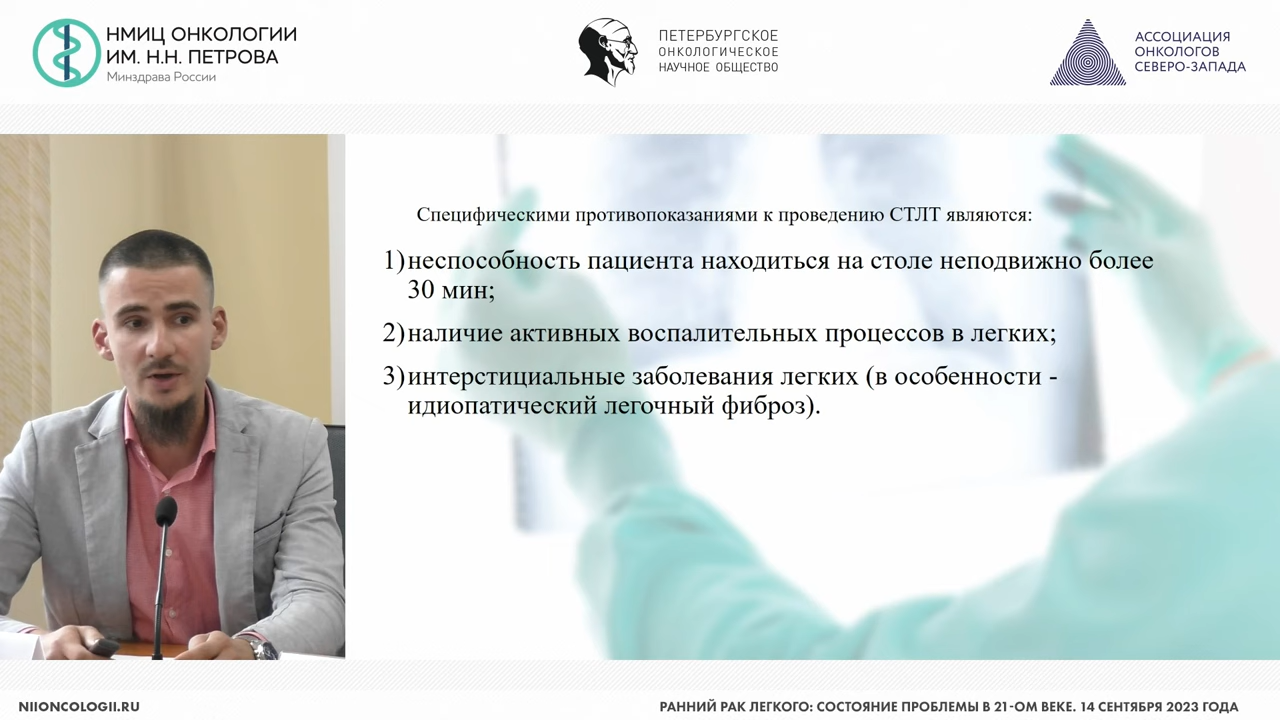 НМИЦ ОНКОЛОГИИ
ИМ. Н.Н. ПЕТРОВА
Минздрава России
ПЕТЕРБУРГСКОЕ
ОНКОЛОГИЧЕСКОЕ
НАУЧНОЕ ОБЩЕСТВО
АССОЦИАЦИЯ
ОНКОЛОГОВ
СЕВЕРО-ЗАПАДА
Специфическими противопоказаниями к проведению СТЛТ являются:
1) неспособность пациента находиться на столе неподвижно более
30 мин;
2) наличие активных воспалительных процессов в легких;
3) интерстициальные заболевания легких (в особенности -
идиопатический легочный фиброз).
NIIONCOLOGII.RU
РАННИЙ РАК ЛЕГКОГО: СОСТОЯНИЕ ПРОБЛЕМЫ В 21-ОМ ВЕКЕ. 14 СЕНТЯБРЯ 2023 ГОДА